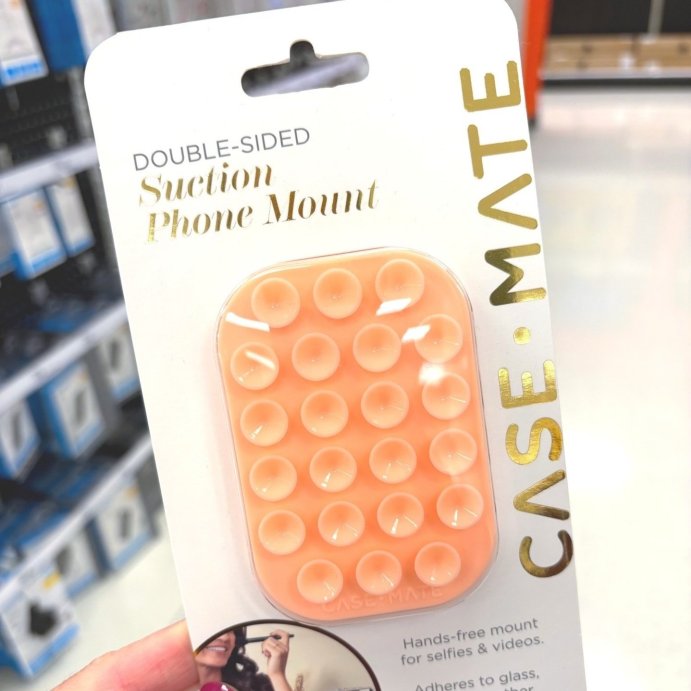 DOUBLE-SIDED
Suction
Phone Mount
CASE·MATE
CASE·MATE
Hands-free mount
for selfies & videos.
Adheres to glass,